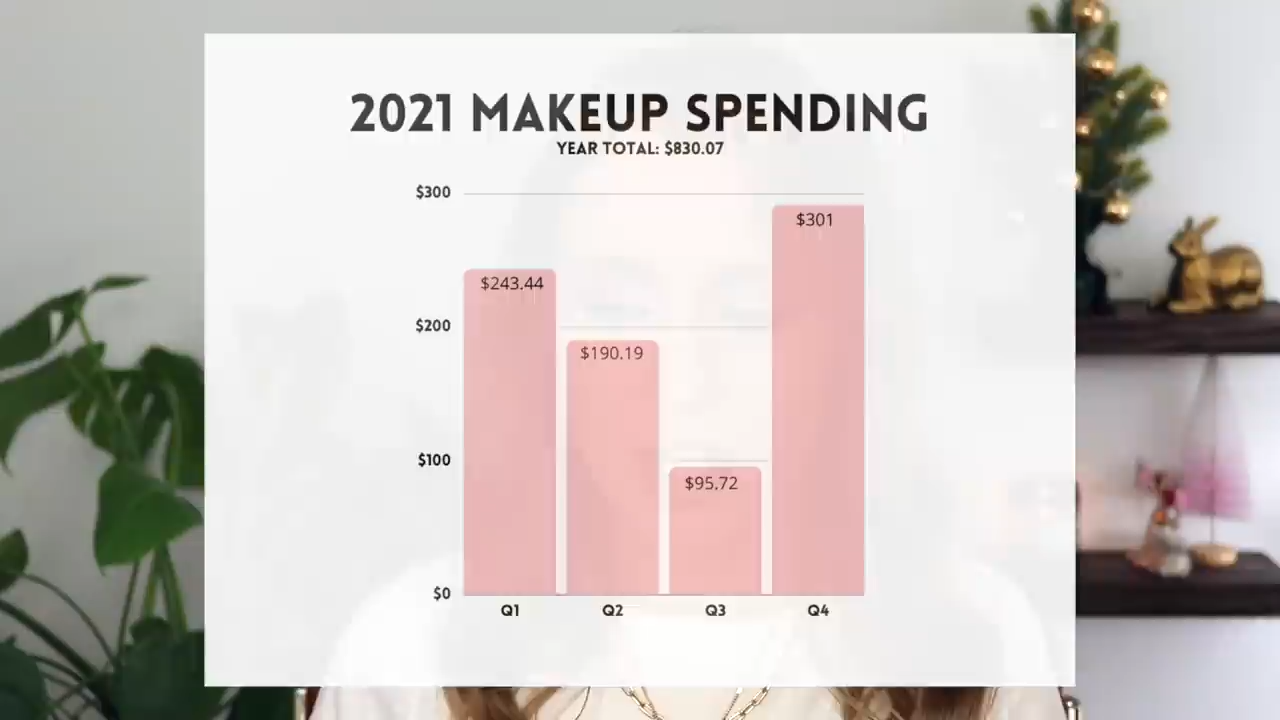 2021 MAKEUP SPENDING
YEAR TOTAL: $830.07
$300
$301
$243.44
$200
$190.19
$100
$95.72
$0
Q1 Q2 Q3 Q4